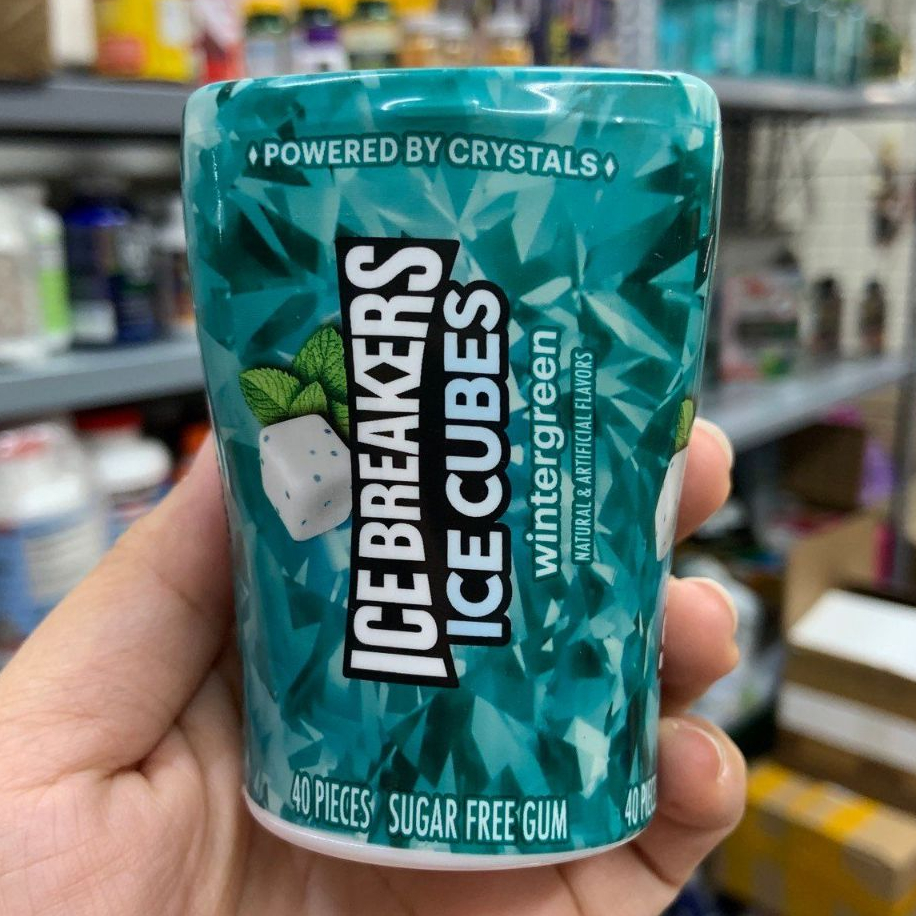 POWERED BY CRYSTALS
ICE BREAKERS
ICE CUBES
wintergreen
NATURAL & ARTIFICIAL FLAVORS
40 PIECES SUGAR FREE GUM